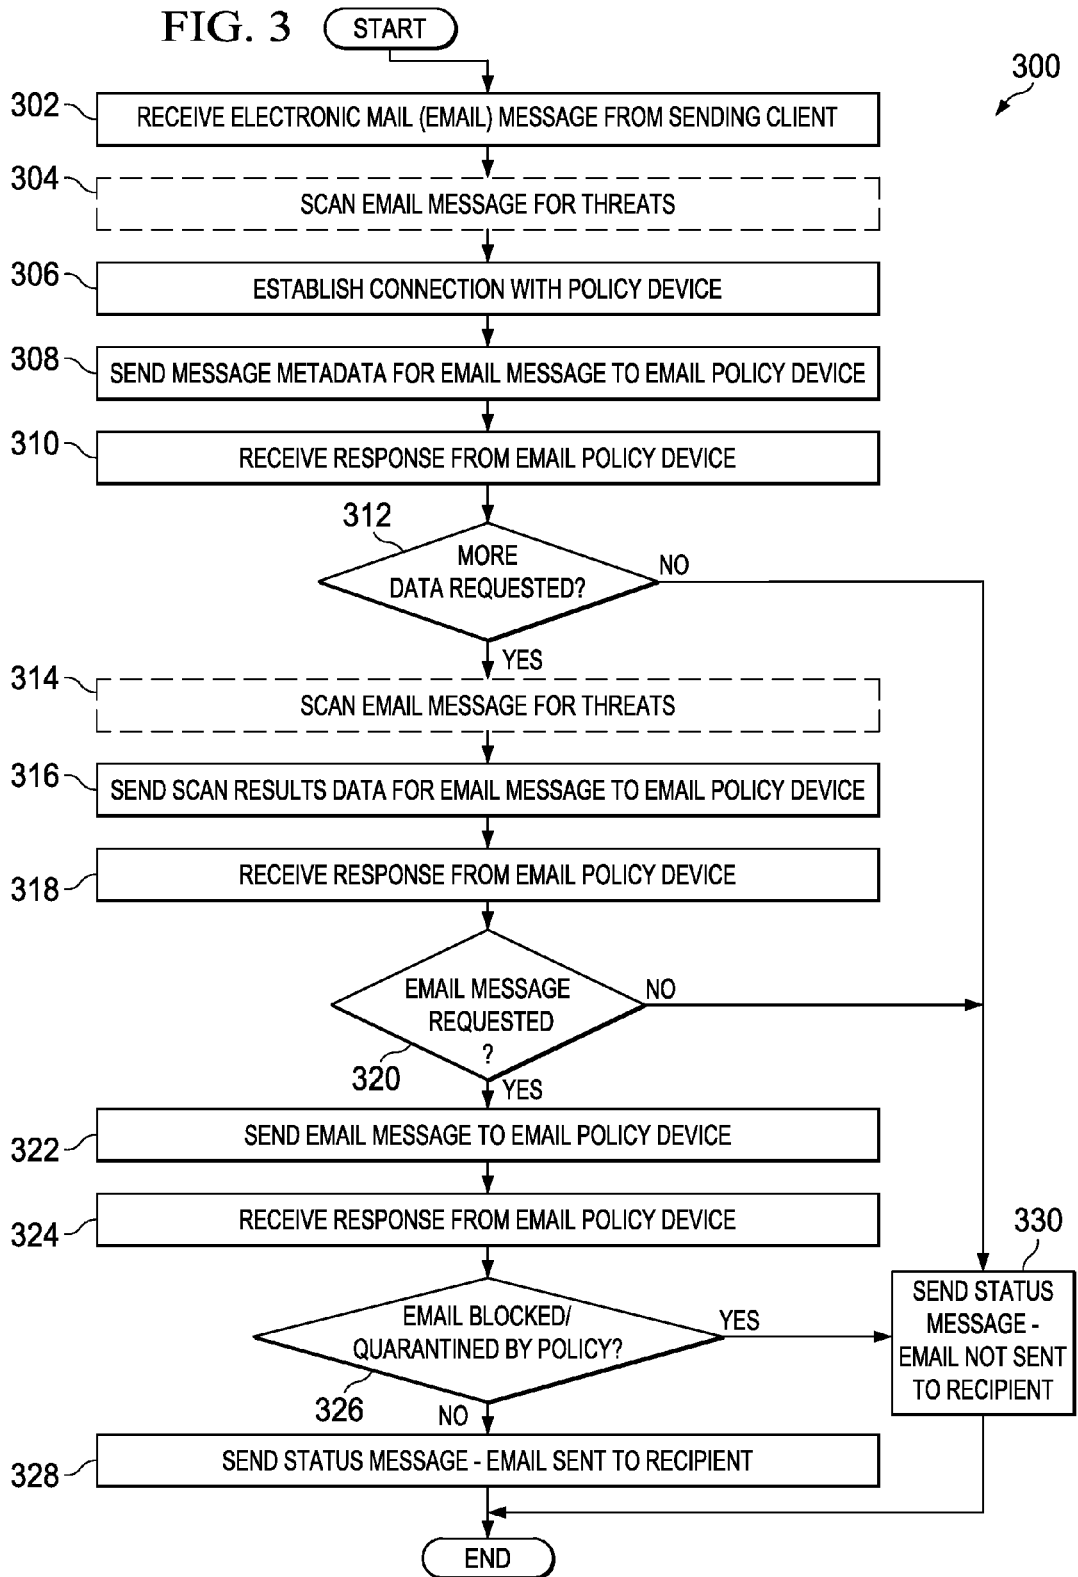 FIG. 3
START
300
302
RECEIVE ELECTRONIC MAIL (EMAIL) MESSAGE FROM SENDING CLIENT
304
SCAN EMAIL MESSAGE FOR THREATS
306
ESTABLISH CONNECTION WITH POLICY DEVICE
308
SEND MESSAGE METADATA FOR EMAIL MESSAGE TO EMAIL POLICY DEVICE
310
RECEIVE RESPONSE FROM EMAIL POLICY DEVICE
312
MORE
DATA REQUESTED?
NO
YES
314
SCAN EMAIL MESSAGE FOR THREATS
316
SEND SCAN RESULTS DATA FOR EMAIL MESSAGE TO EMAIL POLICY DEVICE
318
RECEIVE RESPONSE FROM EMAIL POLICY DEVICE
EMAIL MESSAGE
REQUESTED
?
NO
320
YES
322
SEND EMAIL MESSAGE TO EMAIL POLICY DEVICE
324
RECEIVE RESPONSE FROM EMAIL POLICY DEVICE
330
SEND STATUS
MESSAGE -
EMAIL NOT SENT
TO RECIPIENT
EMAIL BLOCKED/
QUARANTINED BY POLICY?
YES
326
NO
328
SEND STATUS MESSAGE - EMAIL SENT TO RECIPIENT
END